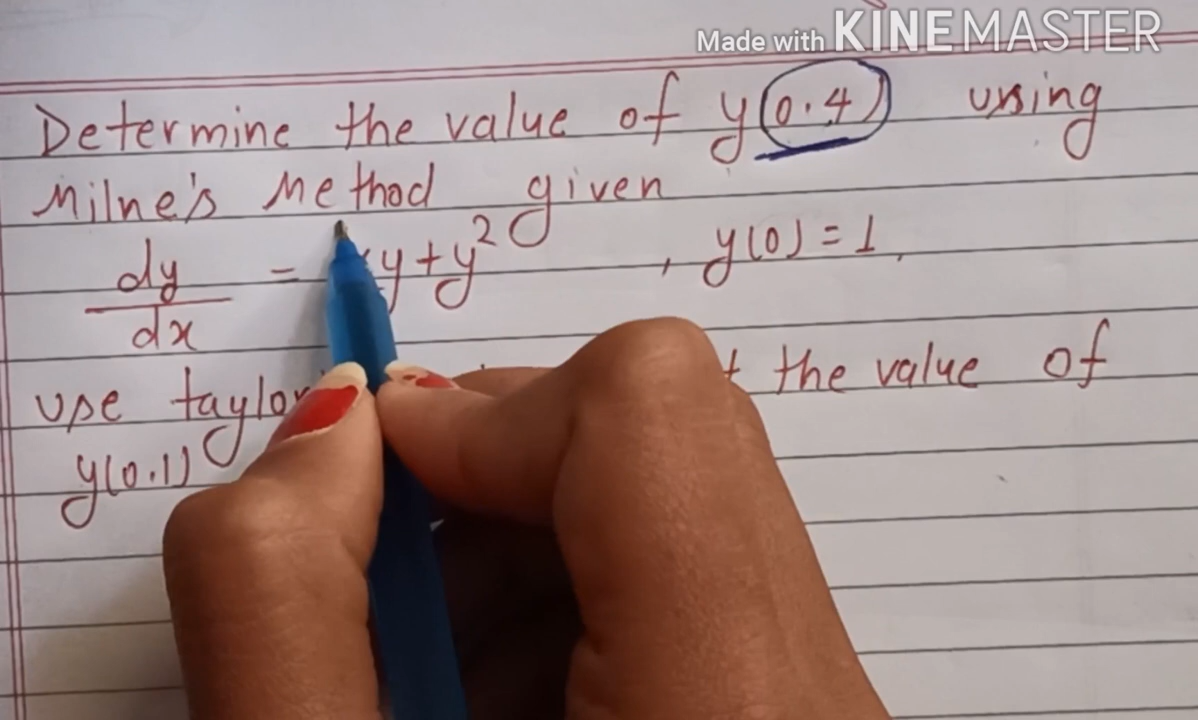 Made with KINEMASTER
Determine the value of y(0.4) using
Milne's Method given
dy/dx = xy + y², y(0) = 1,
use taylor the value of
y(0.1)